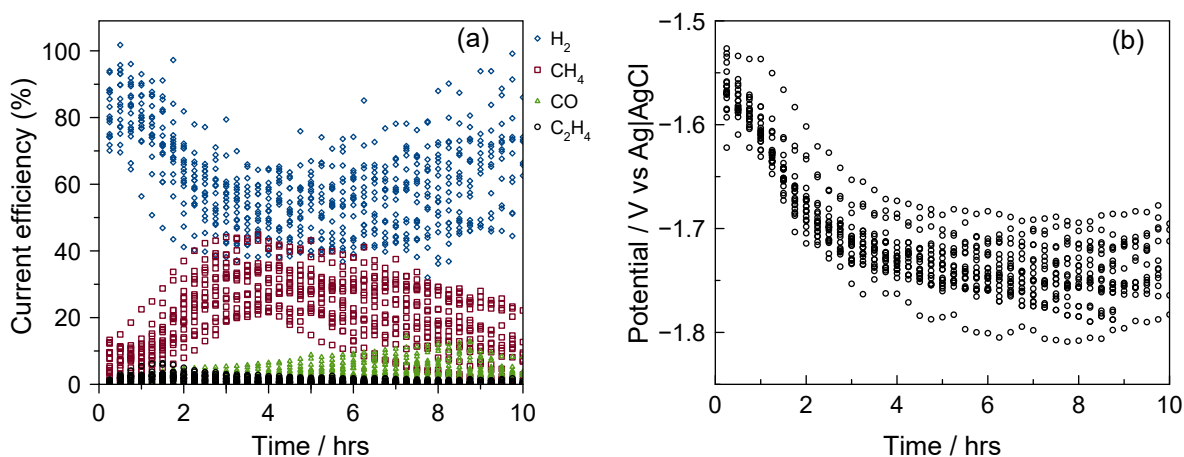 (a)
H₂
CH₄
CO
C₂H₄
Current efficiency (%)
100
80
60
40
20
0
0 2 4 6 8 10
Time / hrs
(b)
Potential / V vs Ag|AgCl
−1.5
−1.6
−1.7
−1.8
0 2 4 6 8 10
Time / hrs